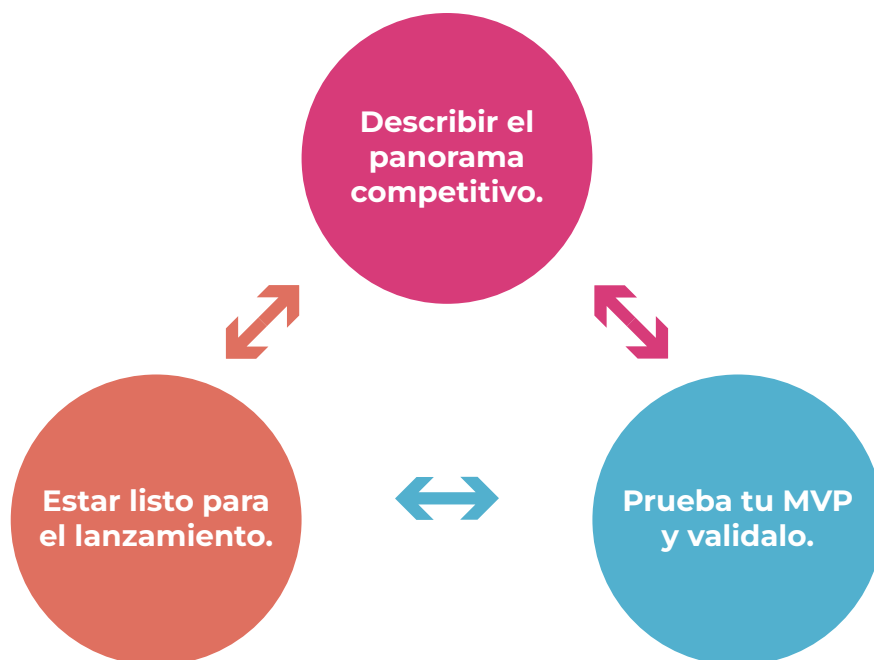 Describir el
panorama
competitivo.
Estar listo para
el lanzamiento.
Prueba tu MVP
y validalo.